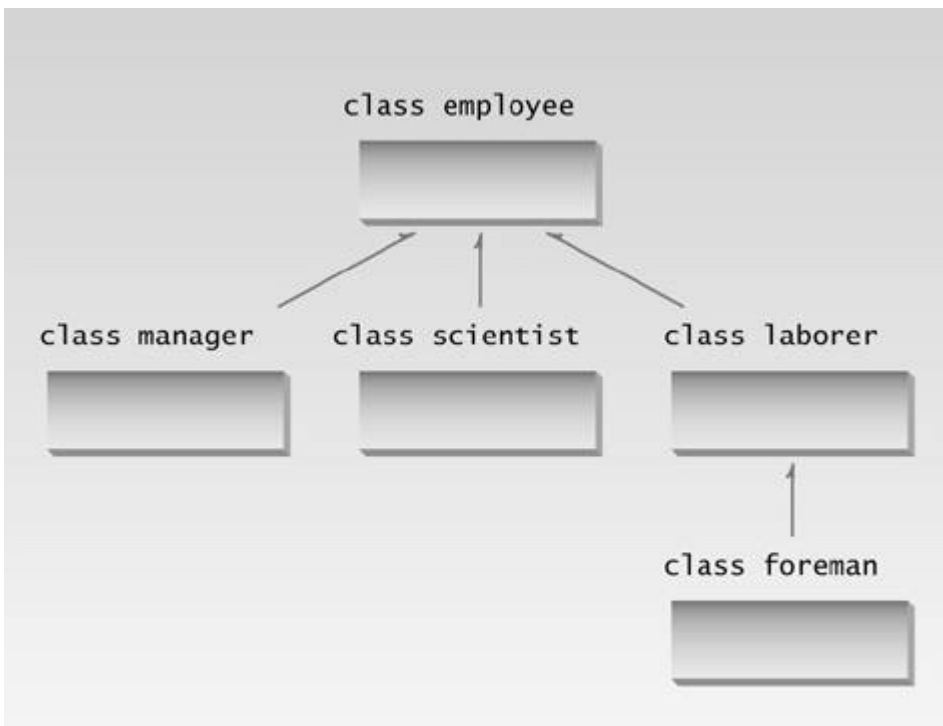 class employee
class manager
class scientist
class laborer
class foreman